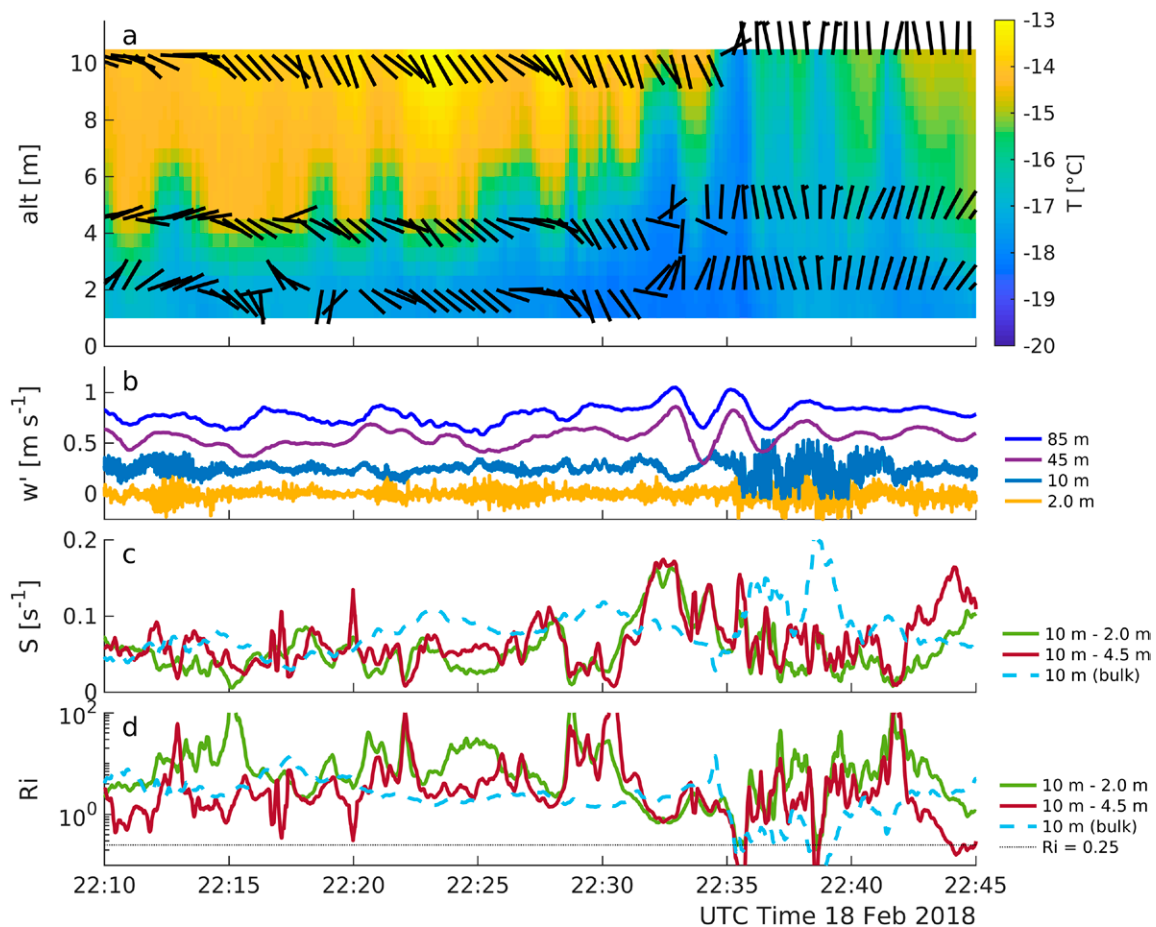 a
alt [m]
10
8
6
4
2
0
-13
-14
-15
-16
-17
-18
-19
-20
T [°C]
b
w' [m s⁻¹]
1
0.5
0
85 m
45 m
10 m
2.0 m
c
S [s⁻¹]
0.2
0.1
0
10 m - 2.0 m
10 m - 4.5 m
10 m (bulk)
d
Ri
10²
10⁰
10 m - 2.0 m
10 m - 4.5 m
10 m (bulk)
Ri = 0.25
22:10 22:15 22:20 22:25 22:30 22:35 22:40 22:45
UTC Time 18 Feb 2018